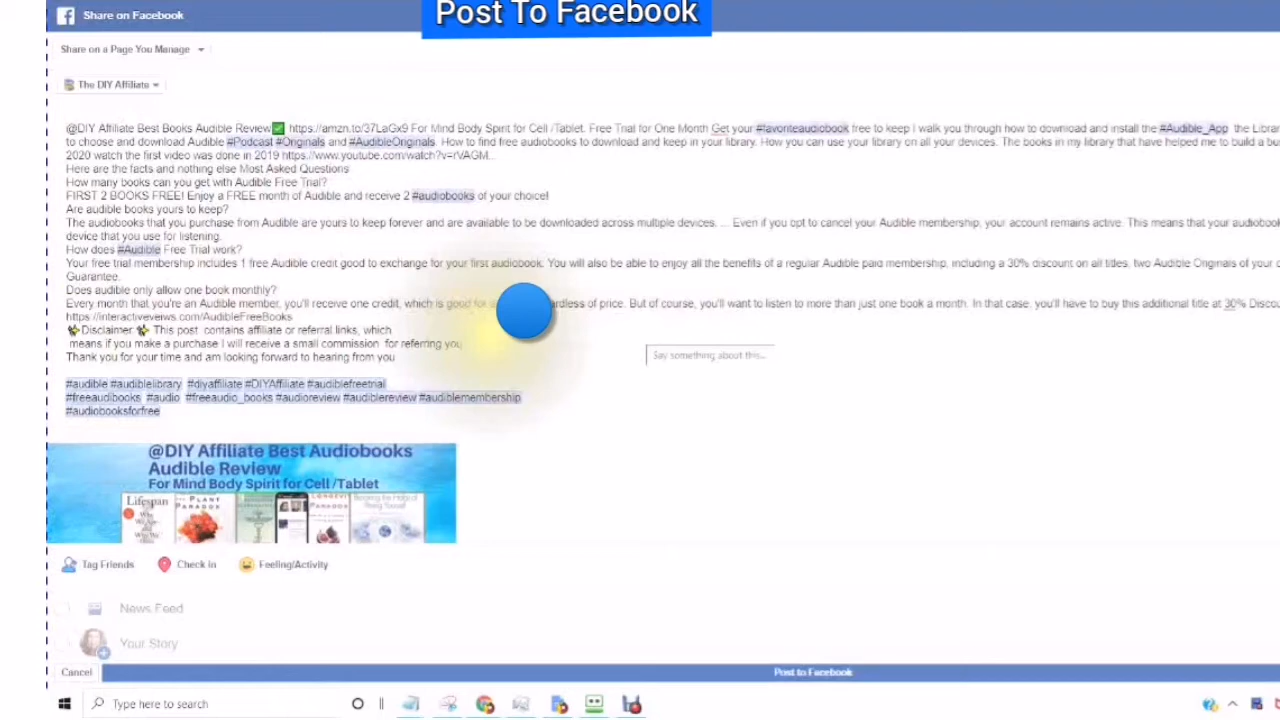 Post To Facebook
Share on Facebook
Share on a Page You Manage
The DIY Affiliate
@DIY Affiliate Best Books Audible Review✅ https://amzn.to/37LaGx9 For Mind Body Spirit for Cell /Tablet. Free Trial for One Month Get your #favoriteaudiobook free to keep I walk you through how to download and install the #Audible_App the Librar
to choose and download Audible #Podcast #Originals and #AudibleOriginals. How to find free audiobooks to download and keep in your library. How you can use your library on all your devices. The books in my library that have helped me to build a bu
2020 watch the first video was done in 2019 https://www.youtube.com/watch?v=rVAGM...
Here are the facts and nothing else Most Asked Questions
How many books can you get with Audible Free Trial?
FIRST 2 BOOKS FREE! Enjoy a FREE month of Audible and receive 2 #audiobooks of your choice!
Are audible books yours to keep?
The audiobooks that you purchase from Audible are yours to keep forever and are available to be downloaded across multiple devices. ... Even if you opt to cancel your Audible membership, your account remains active. This means that your audiobook
device that you use for listening.
How does #Audible Free Trial work?
Your free trial membership includes 1 free Audible credit good to exchange for your first audiobook. You will also be able to enjoy all the benefits of a regular Audible paid membership, including a 30% discount on all titles, two Audible Originals of your c
Guarantee.
Does audible only allow one book monthly?
Every month that you're an Audible member, you'll receive one credit, which is good for ardless of price. But of course, you'll want to listen to more than just one book a month. In that case, you'll have to buy this additional title at 30% Disco
https://interactiveveiws.com/AudibleFreeBooks
Disclaimer This post contains affiliate or referral links, which
means if you make a purchase I will receive a small commission for referring you
Say something about this...
Thank you for your time and am looking forward to hearing from you
#audible #audiblelibrary #diyaffiliate #DIYAffiliate #audiblefreetrial
#freeaudibooks #audio #freeaudio_books #audioreview #audiblereview #audiblemembership
#audiobooksforfree
@DIY Affiliate Best Audiobooks
Audible Review
For Mind Body Spirit for Cell /Tablet
Lifespan
PLANT PARADOX
PARADOX
Tag Friends Check In Feeling/Activity
News Feed
Your Story
Cancel Post to Facebook
Type here to search